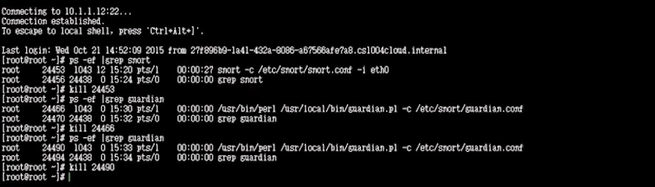 Connecting to 10.1.1.12:22...
Connection established.
To escape to local shell, press 'Ctrl+Alt+]'.
Last login: Wed Oct 21 14:52:09 2015 from 27f896b9-1a41-432a-8086-a67566afe7a8.cs1004cloud.internal
[root@root ~]# ps -ef |grep snort
root 24453 1043 12 15:20 pts/1 00:00:27 snort -c /etc/snort/snort.conf -i eth0
root 24456 24438 0 15:24 pts/0 00:00:00 grep snort
[root@root ~]# kill 24453
[root@root ~]# ps -ef |grep guardian
root 24466 1043 0 15:30 pts/1 00:00:00 /usr/bin/perl /usr/local/bin/guardian.pl -c /etc/snort/guardian.conf
root 24470 24438 0 15:32 pts/0 00:00:00 grep guardian
[root@root ~]# kill 24466
[root@root ~]# ps -ef |grep guardian
root 24490 1043 0 15:33 pts/1 00:00:00 /usr/bin/perl /usr/local/bin/guardian.pl -c /etc/snort/guardian.conf
root 24494 24438 0 15:34 pts/0 00:00:00 grep guardian
[root@root ~]# kill 24490
[root@root ~]#